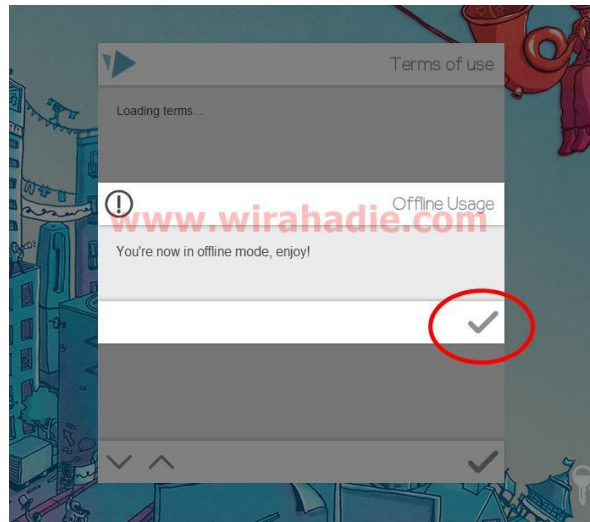 Terms of use
Loading terms...
Offline Usage
www.wirahadie.com
You're now in offline mode, enjoy!